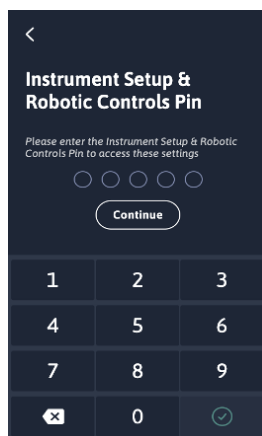 Instrument Setup &
Robotic Controls Pin
Please enter the Instrument Setup & Robotic
Controls Pin to access these settings
Continue
1 2 3
4 5 6
7 8 9
0